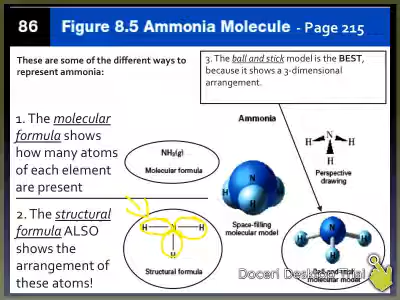 86 Figure 8.5 Ammonia Molecule - Page 215
These are some of the different ways to
represent ammonia:
3. The ball and stick model is the BEST,
because it shows a 3-dimensional
arrangement.
1. The molecular
formula shows
how many atoms
of each element
are present
2. The structural
formula ALSO
shows the
arrangement of
these atoms!
Ammonia
NH₃(g)
Molecular formula
H N H
H
Structural formula
N
H
H
Space-filling
molecular model
N
H H
H
Perspective
drawing
N
H
H
H
Ball-and-stick
molecular model
Doceri Desktop Trial